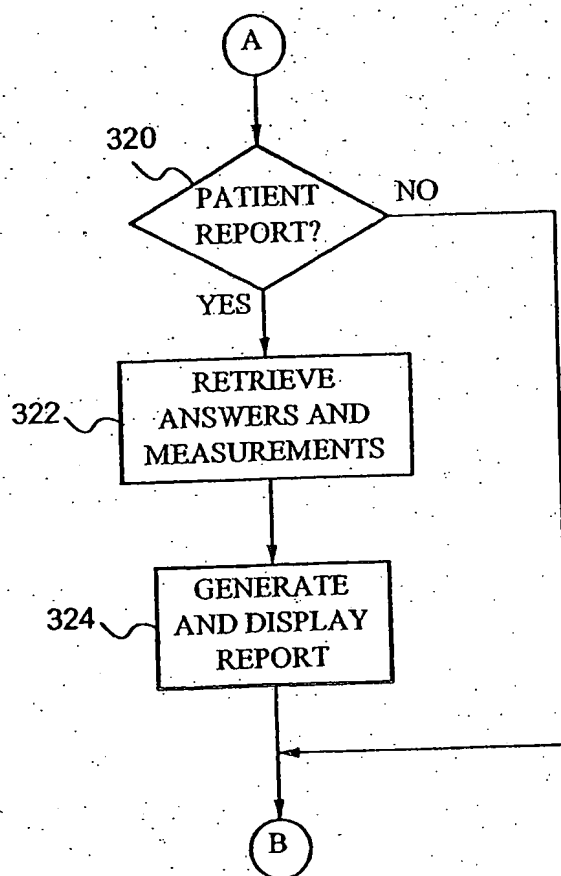 A
320
PATIENT
REPORT?
NO
YES
322
RETRIEVE
ANSWERS AND
MEASUREMENTS
324
GENERATE
AND DISPLAY
REPORT
B